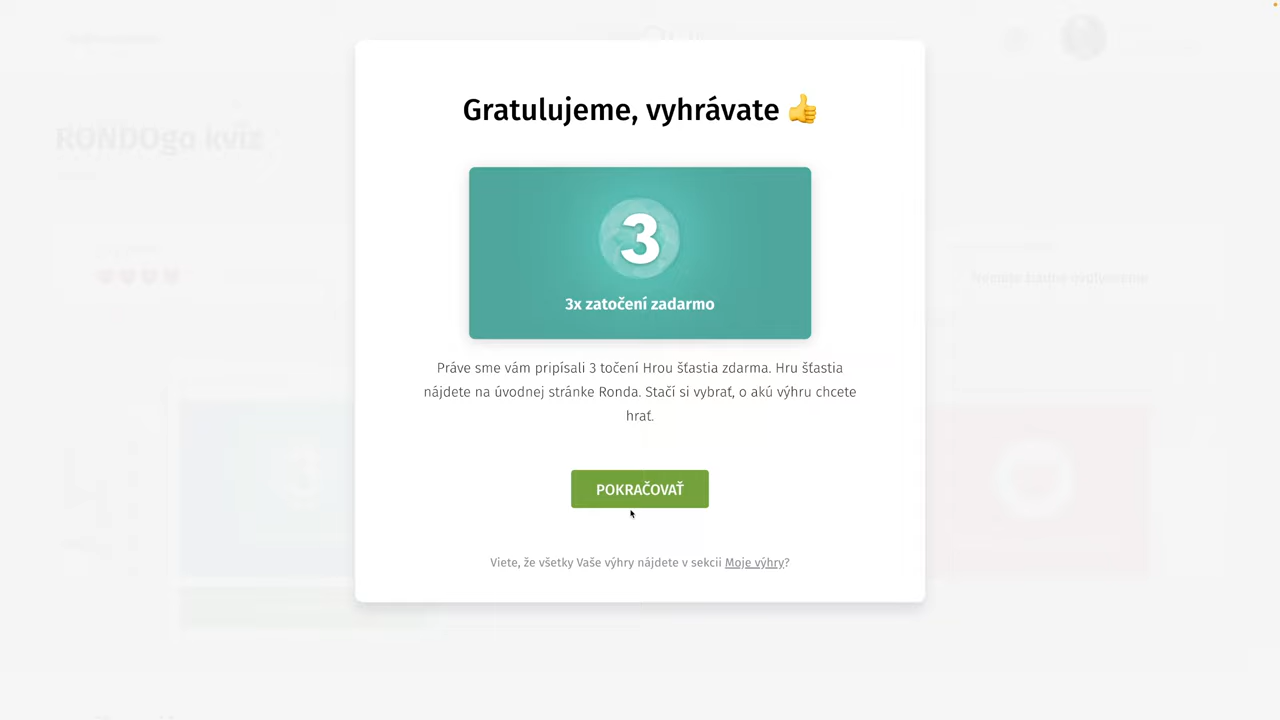 RONDOgo kvíz
Gratulujeme, vyhrávate 👍
3
3x zatočení zadarmo
Práve sme vám pripísali 3 točení Hrou šťastia zdarma. Hru šťastia
nájdete na úvodnej stránke Ronda. Stačí si vybrať, o akú výhru chcete
hrať.
POKRAČOVAŤ
Viete, že všetky Vaše výhry nájdete v sekcii Moje výhry?